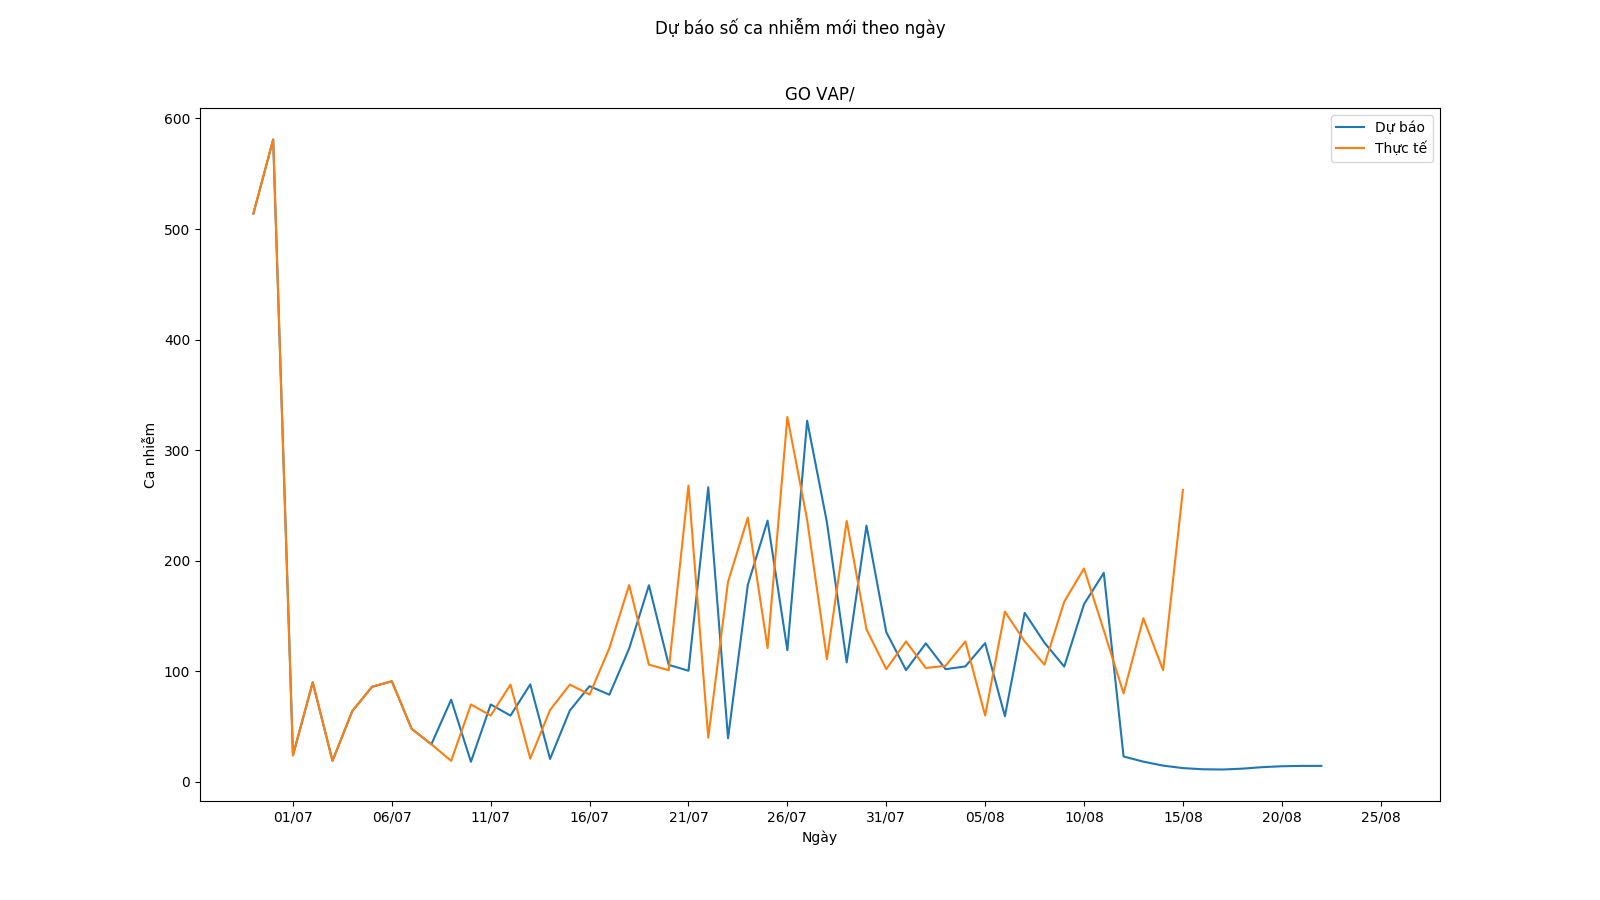 Dự báo số ca nhiễm mới theo ngày
GO VAP/
Dự báo
Thực tế
600
500
400
300
200
100
0
Ca nhiễm
01/07 06/07 11/07 16/07 21/07 26/07 31/07 05/08 10/08 15/08 20/08 25/08
Ngày